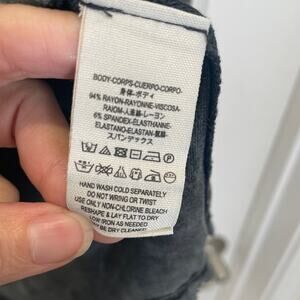 BODY-CORPS-CUERPO-CORPO-
身体-ボディ
94% RAYON-RAYONNE-VISCOSA-
RAIOM-人造絲-レーヨン
6% SPANDEX-ELASTHANNE-
ELASTANO-ELASTAN-氨綸-
スパンデックス
HAND WASH COLD SEPARATELY
DO NOT WRING OR TWIST
USE ONLY NON-CHLORINE BLEACH
RESHAPE & LAY FLAT TO DRY
LOW IRON AS NEEDED
BE DRY CLEANED